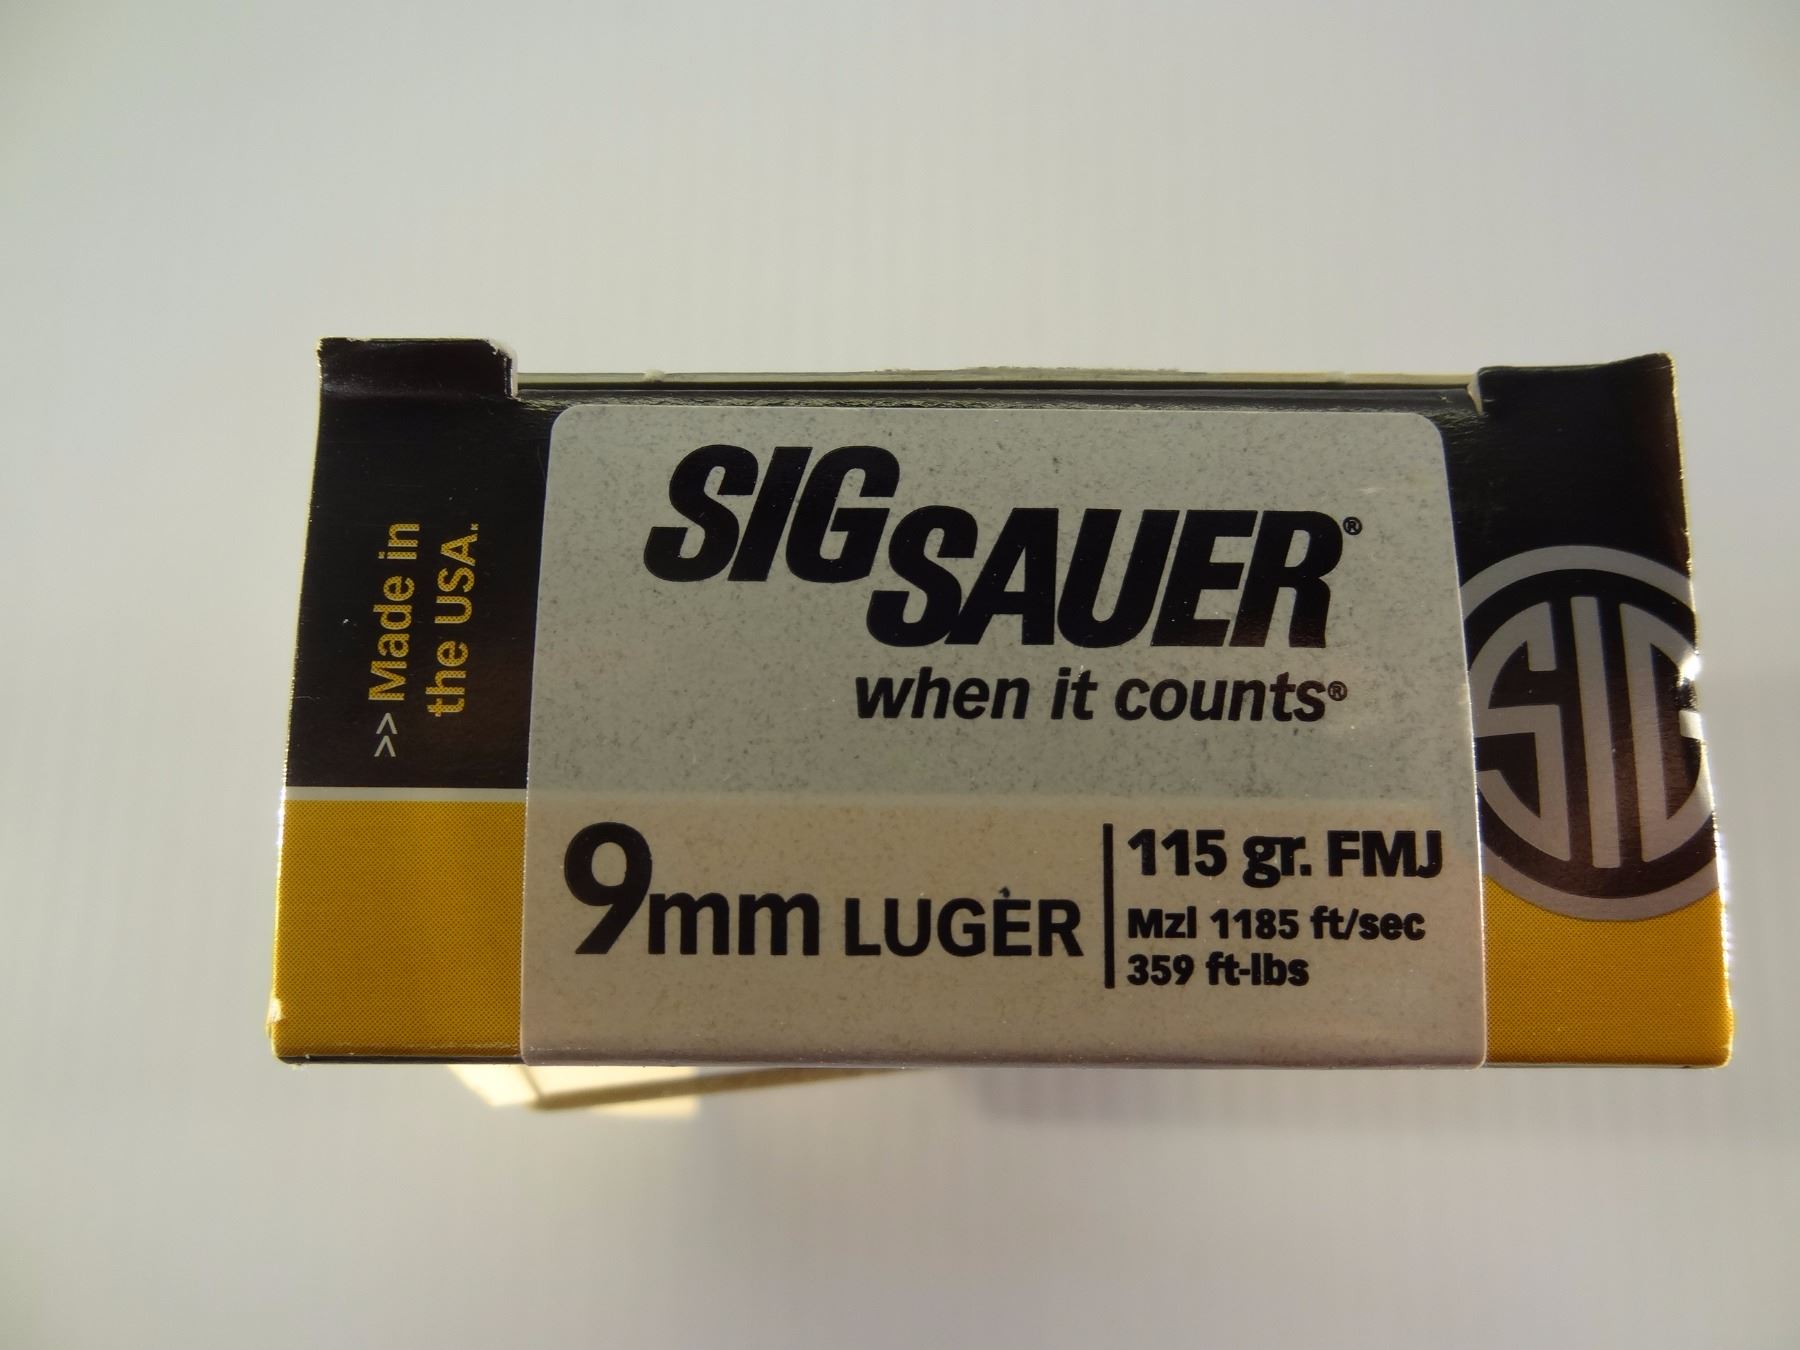 >> Made in
the USA.
SIG
SAUER®
when it counts®
9mm LUGER
115 gr. FMJ
Mzl 1185 ft/sec
359 ft-lbs
SIG